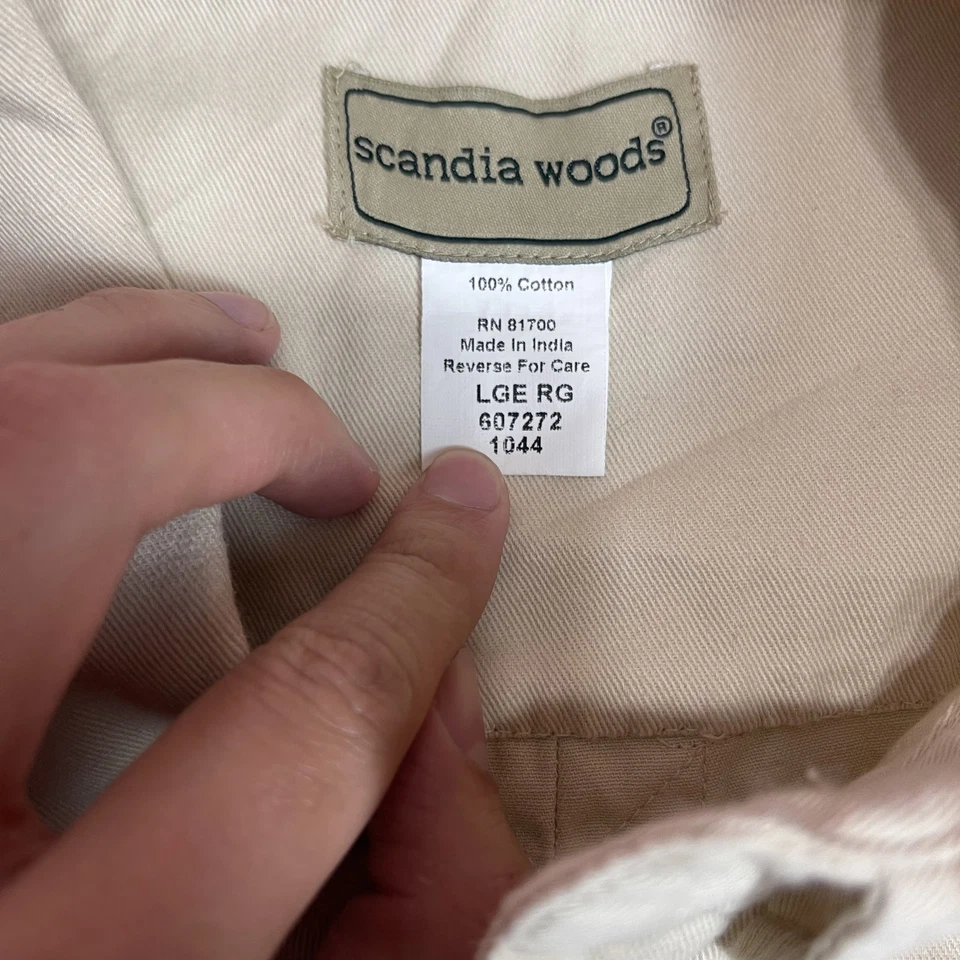 scandia woods®
100% Cotton
RN 81700
Made In India
Reverse For Care
LGE RG
607272
1044